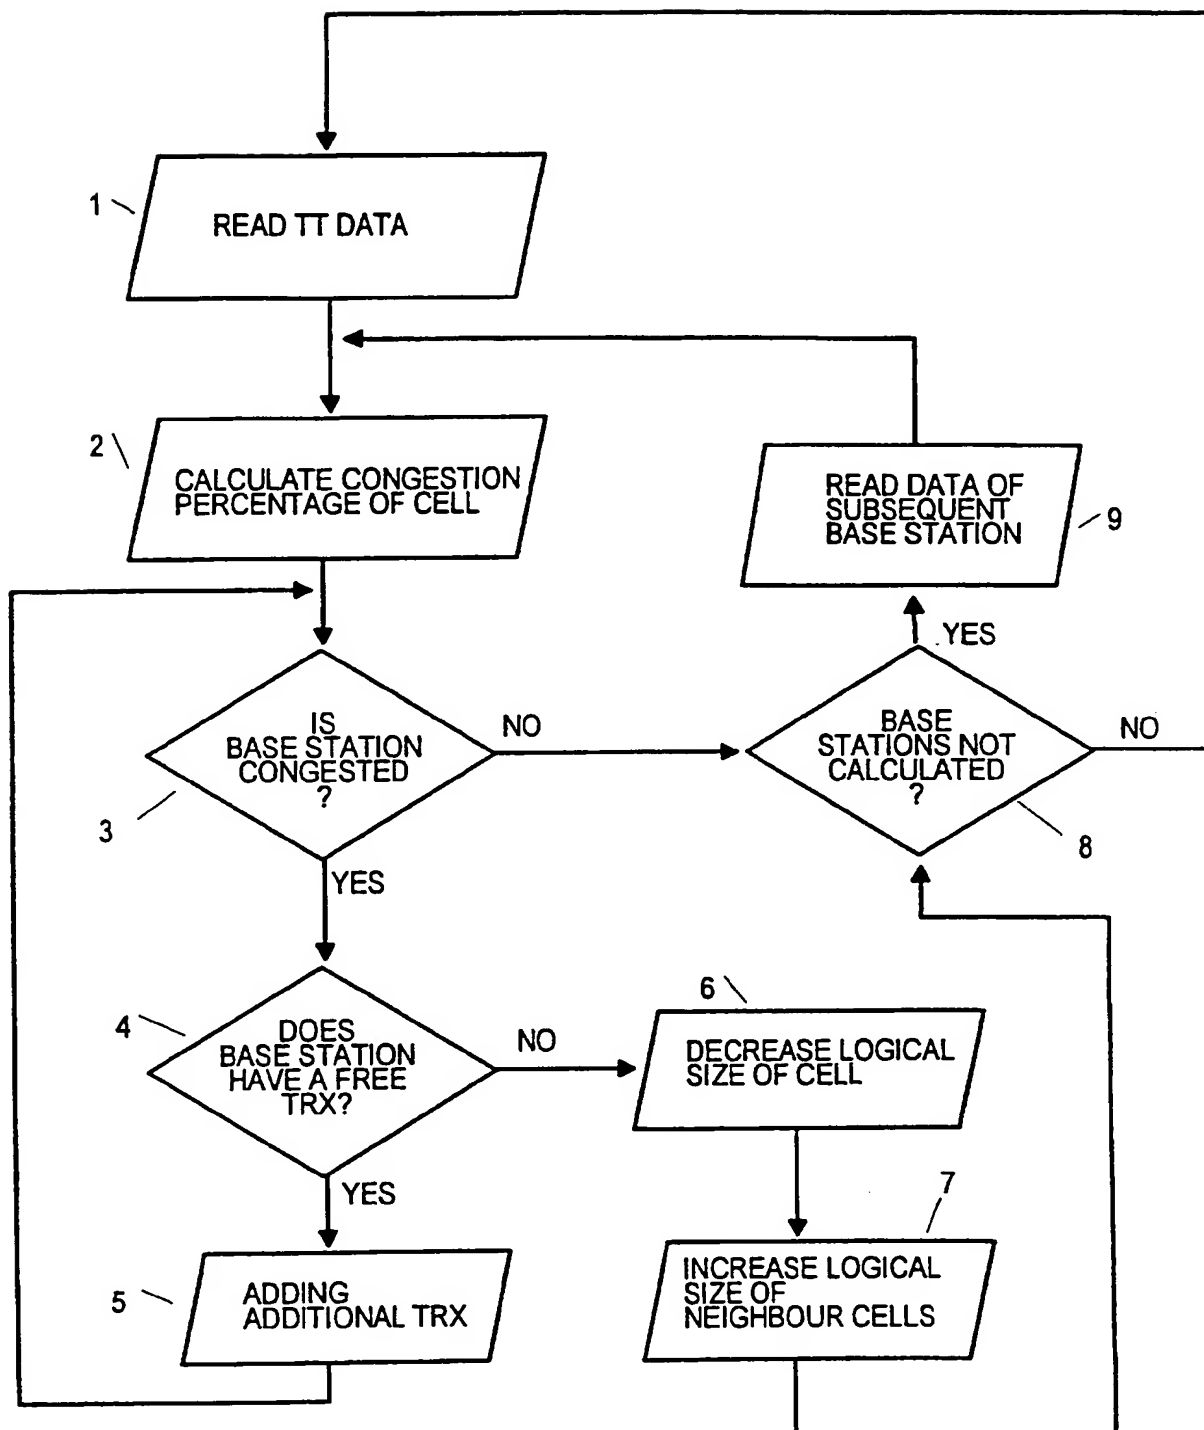 1
READ TT DATA
2
CALCULATE CONGESTION
PERCENTAGE OF CELL
READ DATA OF
SUBSEQUENT
BASE STATION
9
YES
IS
BASE STATION
CONGESTED
?
NO
3
YES
BASE
STATIONS NOT
CALCULATED
?
NO
8
4
DOES
BASE STATION
HAVE A FREE
TRX?
NO
YES
6
DECREASE LOGICAL
SIZE OF CELL
5
ADDING
ADDITIONAL TRX
7
INCREASE LOGICAL
SIZE OF
NEIGHBOUR CELLS